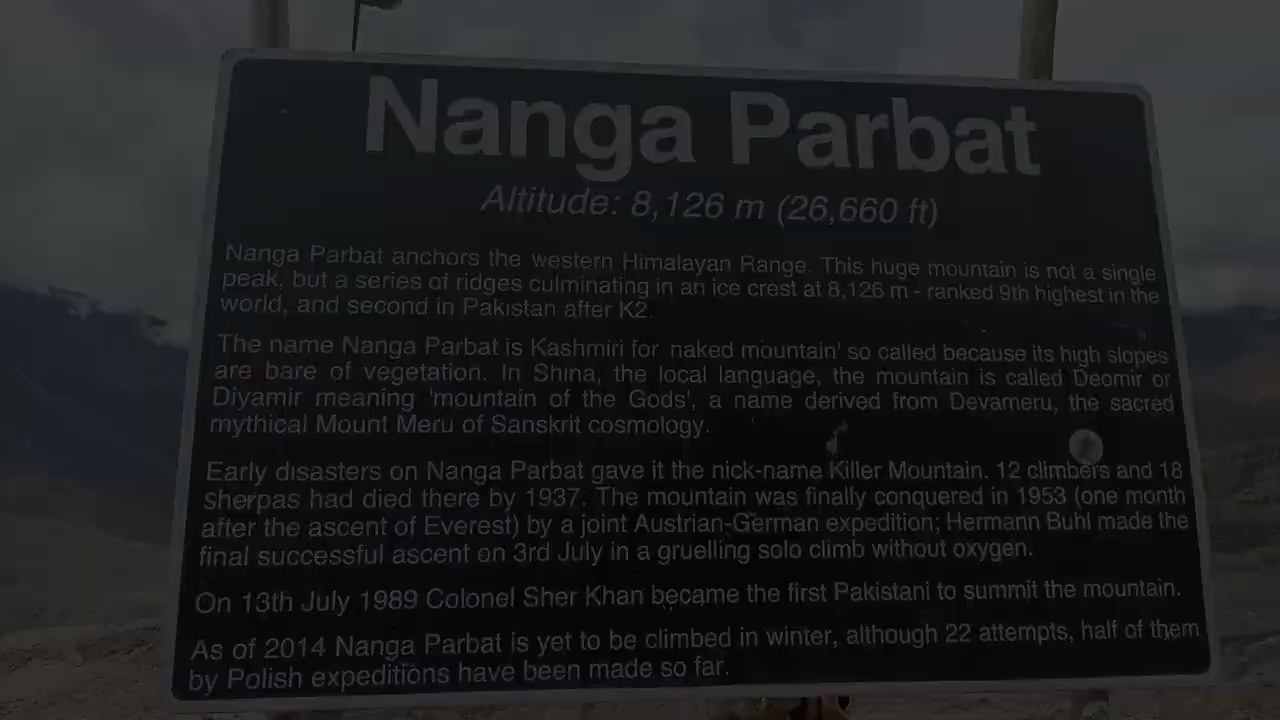 Nanga Parbat
Altitude: 8,126 m (26,660 ft)
Nanga Parbat anchors the western Himalayan Range. This huge mountain is not a single
peak, but a series of ridges culminating in an ice crest at 8,126 m - ranked 9th highest in the
world, and second in Pakistan after K2.
The name Nanga Parbat is Kashmiri for naked mountain' so called because its high slopes
are bare of vegetation. In Shina, the local language, the mountain is called Deomir or
Diyamir meaning 'mountain of the Gods', a name derived from Devameru, the sacred
mythical Mount Meru of Sanskrit cosmology.
Early disasters on Nanga Parbat gave it the nick-name Killer Mountain. 12 climbers and 18
Sherpas had died there by 1937. The mountain was finally conquered in 1953 (one month
after the ascent of Everest) by a joint Austrian-German expedition; Hermann Buhl made the
final successful ascent on 3rd July in a gruelling solo climb without oxygen.
On 13th July 1989 Colonel Sher Khan became the first Pakistani to summit the mountain.
As of 2014 Nanga Parbat is yet to be climbed in winter, although 22 attempts, half of them
by Polish expeditions have been made so far.